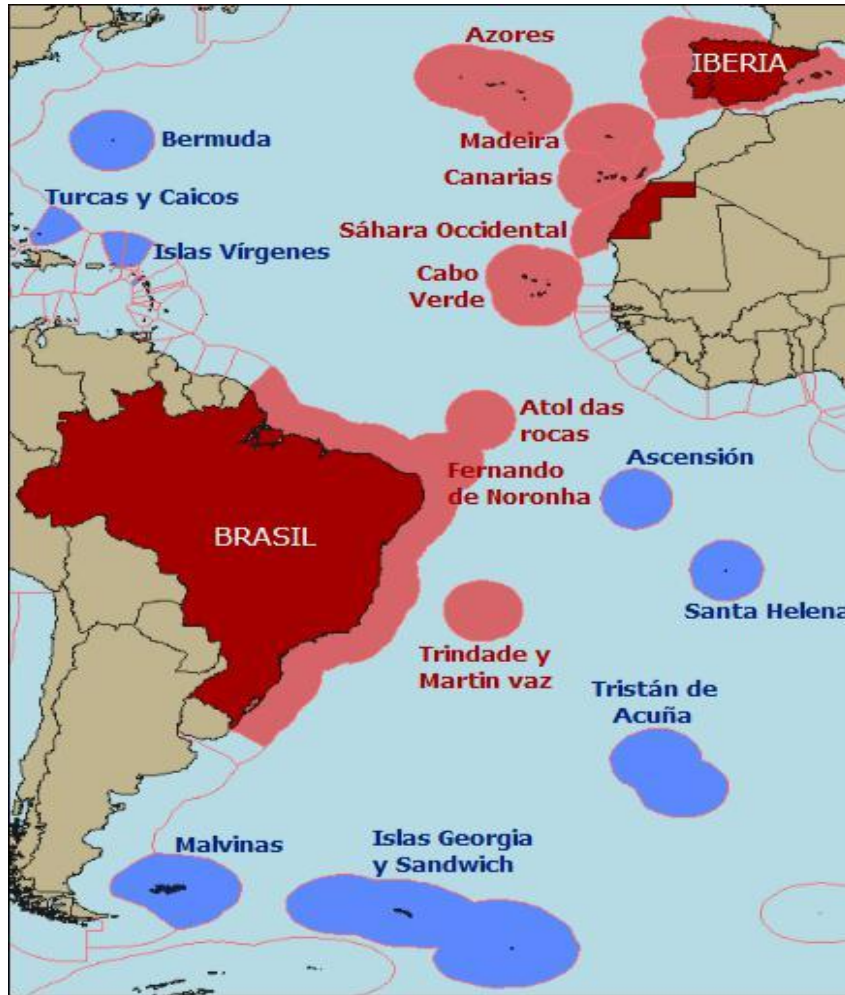 Azores
IBERIA
Bermuda
Madeira
Canarias
Turcas y Caicos
Sáhara Occidental
Islas Vírgenes
Cabo
Verde
Atol das
rocas
Ascensión
Fernando
de Noronha
BRASIL
Santa Helena
Trindade y
Martin vaz
Tristán de
Acuña
Malvinas
Islas Georgia
y Sandwich